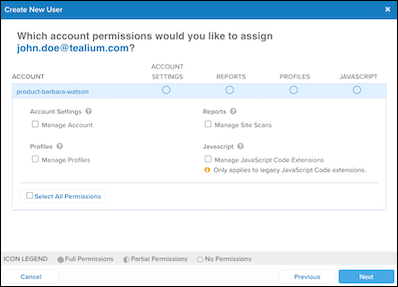 Create New User
Which account permissions would you like to assign
john.doe@tealium.com?
ACCOUNT ACCOUNT SETTINGS REPORTS PROFILES JAVASCRIPT
product-barbara-watson
Account Settings Reports
Manage Account Manage Site Scans
Profiles Javascript
Manage Profiles Manage JavaScript Code Extensions
Only applies to legacy JavaScript Code extensions.
Select All Permissions
ICON LEGEND Full Permissions Partial Permissions No Permissions
Cancel Previous Next